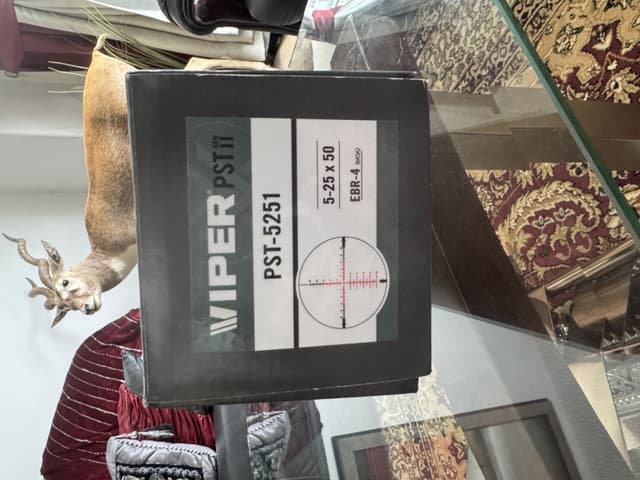 VIPER® PST GEN II
PST-5251
5-25 x 50
EBR-4 (MOA)